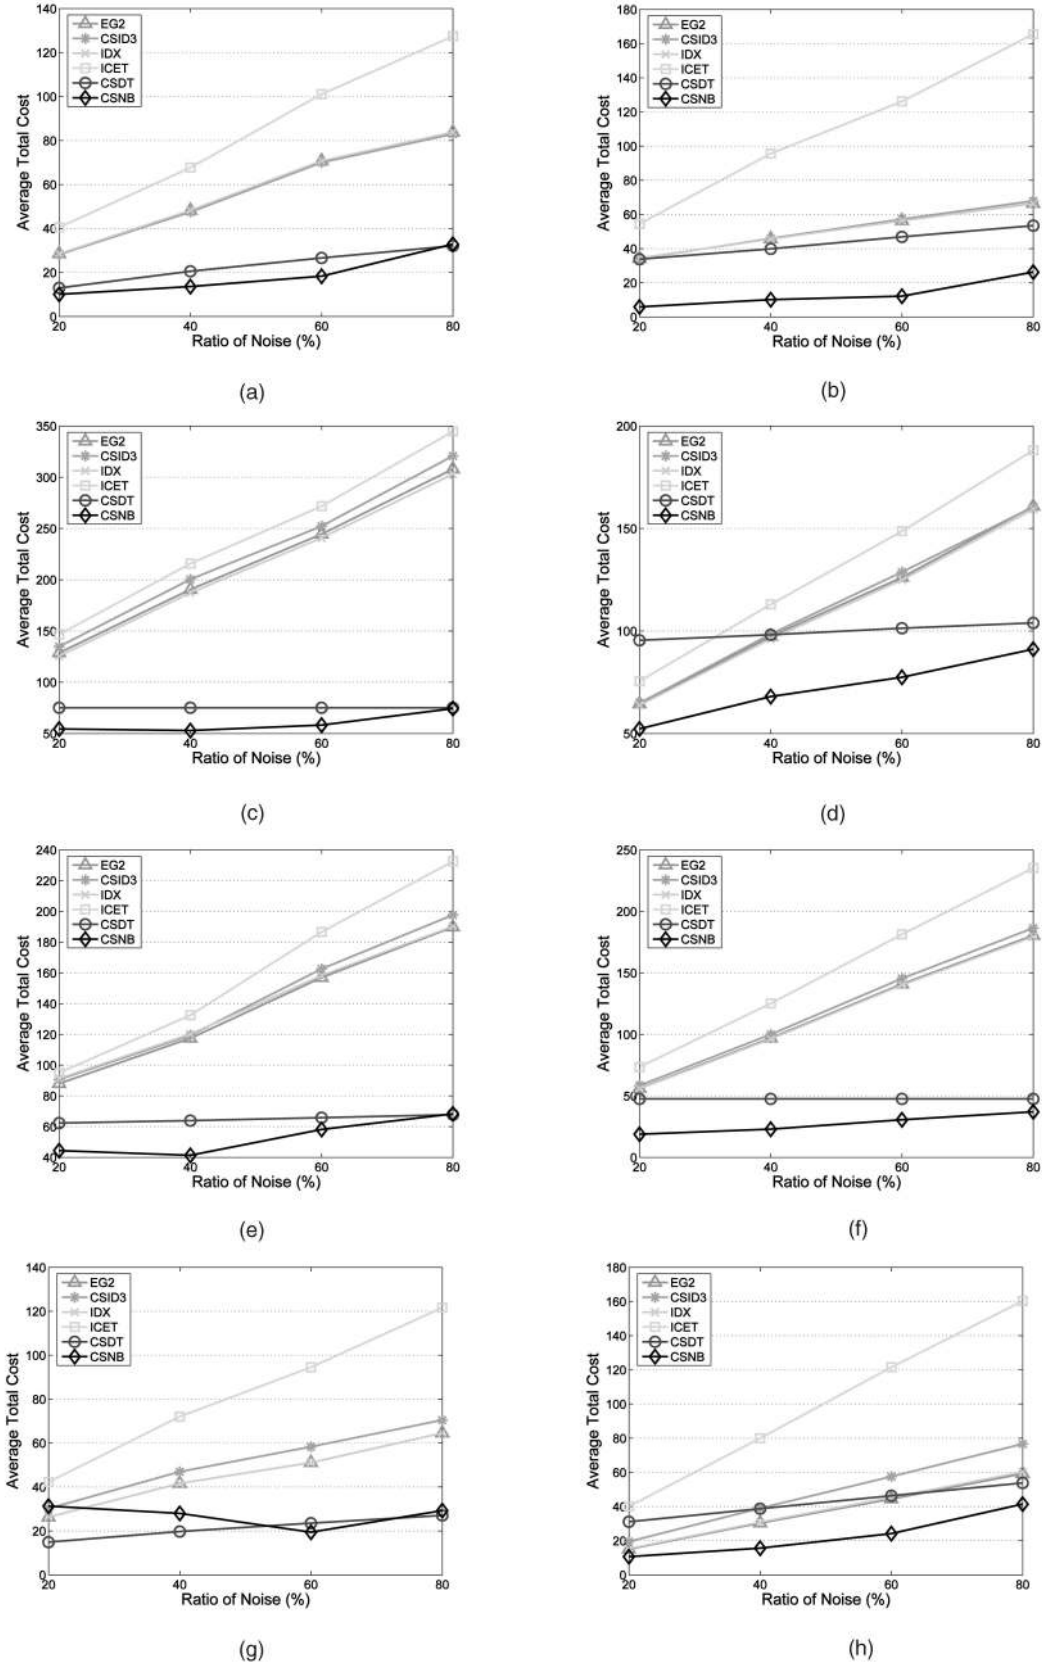 140
120
100
80
60
40
20
0
Average Total Cost
EG2
CSID3
IDX
ICET
CSDT
CSNB
20 40 60 80
Ratio of Noise (%)
(a)
180
160
140
120
100
80
60
40
20
0
Average Total Cost
EG2
CSID3
IDX
ICET
CSDT
CSNB
20 40 60 80
Ratio of Noise (%)
(b)
350
300
250
200
150
100
50
Average Total Cost
EG2
CSID3
IDX
ICET
CSDT
CSNB
20 40 60 80
Ratio of Noise (%)
(c)
200
150
100
50
Average Total Cost
EG2
CSID3
IDX
ICET
CSDT
CSNB
20 40 60 80
Ratio of Noise (%)
(d)
240
220
200
180
160
140
120
100
80
60
40
Average Total Cost
EG2
CSID3
IDX
ICET
CSDT
CSNB
20 40 60 80
Ratio of Noise (%)
(e)
250
200
150
100
50
0
Average Total Cost
EG2
CSID3
IDX
ICET
CSDT
CSNB
20 40 60 80
Ratio of Noise (%)
(f)
140
120
100
80
60
40
20
0
Average Total Cost
EG2
CSID3
IDX
ICET
CSDT
CSNB
20 40 60 80
Ratio of Noise (%)
(g)
180
160
140
120
100
80
60
40
20
0
Average Total Cost
EG2
CSID3
IDX
ICET
CSDT
CSNB
20 40 60 80
Ratio of Noise (%)
(h)